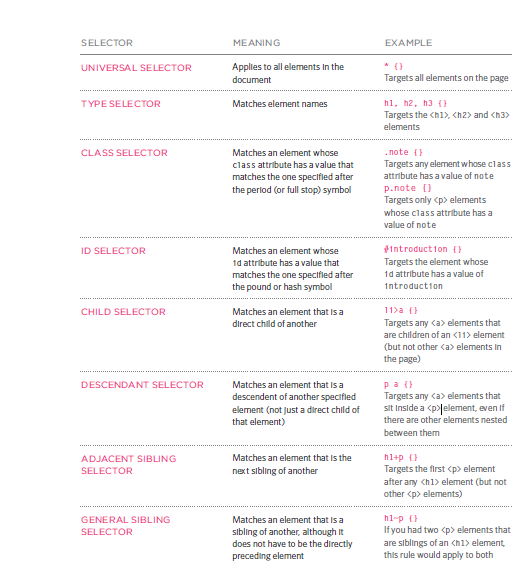 SELECTOR MEANING EXAMPLE
UNIVERSAL SELECTOR
Applies to all elements in the
document
* {}
Targets all elements on the page
TYPE SELECTOR
Matches element names
h1, h2, h3 {}
Targets the <h1>, <h2> and <h3>
elements
CLASS SELECTOR
Matches an element whose
class attribute has a value that
matches the one specified after
the period (or full stop) symbol
.note {}
Targets any element whose class
attribute has a value of note
p.note {}
Targets only <p> elements
whose class attribute has a
value of note
ID SELECTOR
Matches an element whose
id attribute has a value that
matches the one specified after
the pound or hash symbol
#introduction {}
Targets the element whose
id attribute has a value of
introduction
CHILD SELECTOR
Matches an element that is a
direct child of another
li>a {}
Targets any <a> elements that
are children of an <li> element
(but not other <a> elements in
the page)
DESCENDANT SELECTOR
Matches an element that is a
descendent of another specified
element (not just a direct child of
that element)
p a {}
Targets any <a> elements that
sit inside a <p> element, even if
there are other elements nested
between them
ADJACENT SIBLING
SELECTOR
Matches an element that is the
next sibling of another
h1+p {}
Targets the first <p> element
after any <h1> element (but not
other <p> elements)
GENERAL SIBLING
SELECTOR
Matches an element that is a
sibling of another, although it
does not have to be the directly
preceding element
h1~p {}
If you had two <p> elements that
are siblings of an <h1> element,
this rule would apply to both